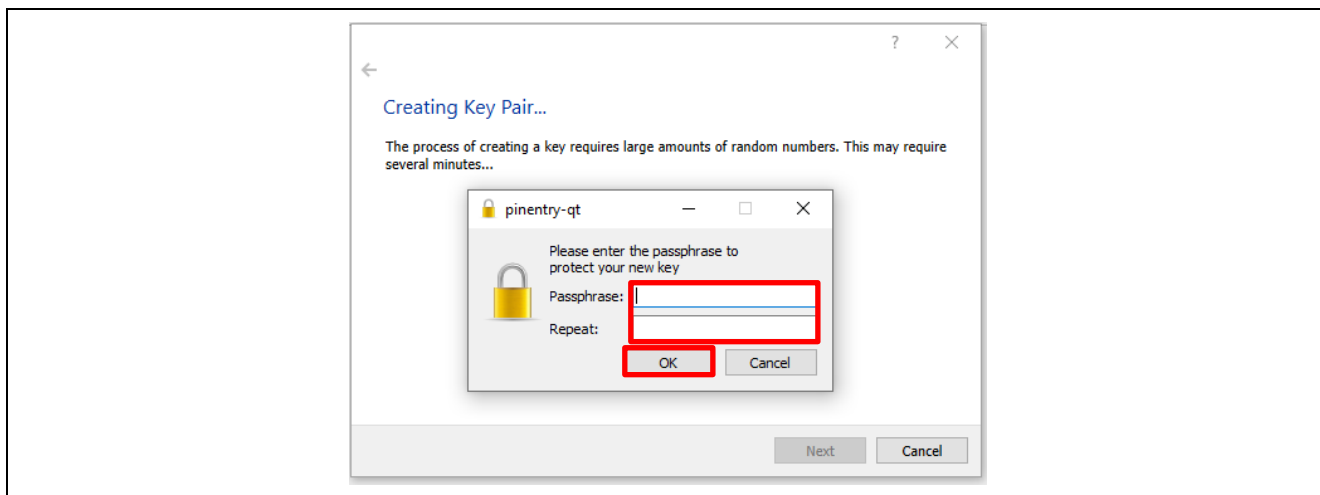 ?
Creating Key Pair...
The process of creating a key requires large amounts of random numbers. This may require
several minutes...
pinentry-qt
Please enter the passphrase to
protect your new key
Passphrase:
Repeat:
OK Cancel
Next Cancel